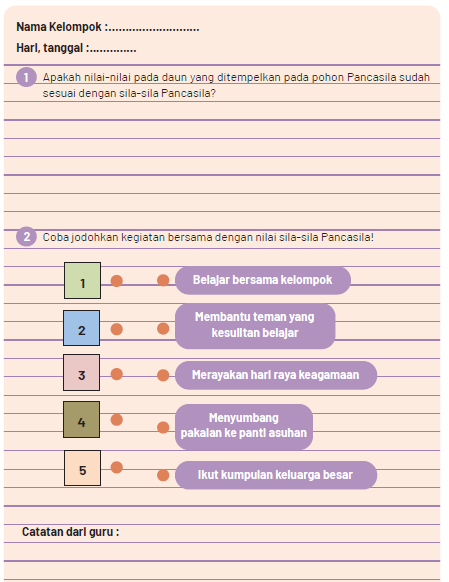 Nama Kelompok :..........................
Hari, tanggal :..............
1 Apakah nilai-nilai pada daun yang ditempelkan pada pohon Pancasila sudah
sesuai dengan sila-sila Pancasila?
2 Coba jodohkan kegiatan bersama dengan nilai sila-sila Pancasila!
1 Belajar bersama kelompok
2 Membantu teman yang
kesulitan belajar
3 Merayakan hari raya keagamaan
4 Menyumbang
pakaian ke panti asuhan
5 Ikut kumpulan keluarga besar
Catatan dari guru :